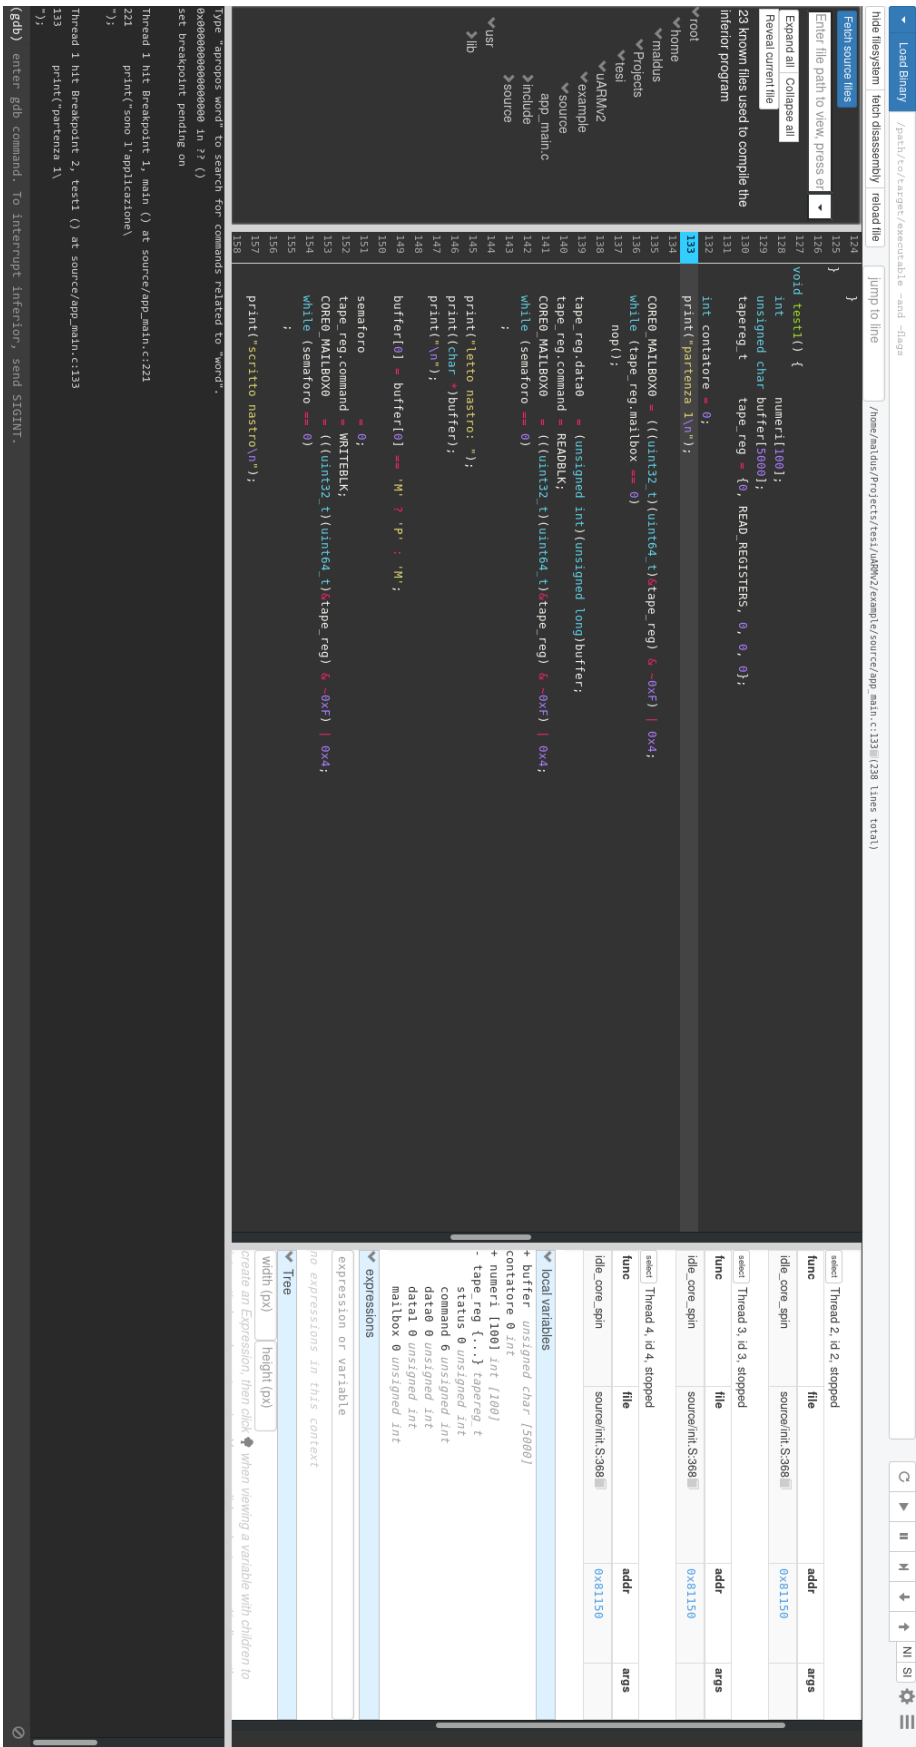 Load Binary /path/to/target/executable -and -flags NI SI
hide filesystem fetch disassembly reload file jump to line /home/maldus/Projects/tesi/uARMv2/example/source/app_main.c:133 (238 lines total)
Fetch source files
Enter file path to view, press er
Expand all Collapse all
Reveal current file
23 known files used to compile the
inferior program
root
home
maldus
Projects
tesi
uARMv2
example
source
app_main.c
include
source
usr
lib
124 }
125 }
126
127 void test1() {
128 int numeri[100];
129 unsigned char buffer[5000];
130 tapereg_t tape_reg = {0, READ_REGISTERS, 0, 0, 0};
131
132 int contatore = 0;
133 print("partenza 1\n");
134
135 CORE0_MAILBOX0 = (((uint32_t)(uint64_t)&tape_reg) & ~0xF) | 0x4;
136 while (tape_reg.mailbox == 0)
137 nop();
138
139 tape_reg.data0 = (unsigned int)(unsigned long)buffer;
140 tape_reg.command = READBLK;
141 CORE0_MAILBOX0 = (((uint32_t)(uint64_t)&tape_reg) & ~0xF) | 0x4;
142 while (semaforo == 0)
143 ;
144
145 print("letto nastro: ");
146 print((char *)buffer);
147 print("\n");
148
149 buffer[0] = buffer[0] == 'M' ? 'P' : 'M';
150
151 semaforo = 0;
152 tape_reg.command = WRITEBLK;
153 CORE0_MAILBOX0 = (((uint32_t)(uint64_t)&tape_reg) & ~0xF) | 0x4;
154 while (semaforo == 0)
155 ;
156
157 print("scritto nastro\n");
158
select Thread 2, id 2, stopped
func file addr args
idle_core_spin source/init.S:368 0x81150
select Thread 3, id 3, stopped
func file addr args
idle_core_spin source/init.S:368 0x81150
select Thread 4, id 4, stopped
func file addr args
idle_core_spin source/init.S:368 0x81150
local variables
+ buffer unsigned char [5000]
contatore 0 int
+ numeri [100] int [100]
- tape_reg {...} tapereg_t
status 0 unsigned int
command 6 unsigned int
data0 0 unsigned int
data1 0 unsigned int
mailbox 0 unsigned int
expressions
expression or variable
no expressions in this context
Tree
width (px) height (px)
create an Expression, then click when viewing a variable with children to
Type "apropos word" to search for commands related to "word".
0x0000000000000000 in ?? ()
set breakpoint pending on
Thread 1 hit Breakpoint 1, main () at source/app_main.c:221
221 print("sono l'applicazione\
");
Thread 1 hit Breakpoint 2, test1 () at source/app_main.c:133
133 print("partenza 1\
");
(gdb) enter gdb command. To interrupt inferior, send SIGINT.